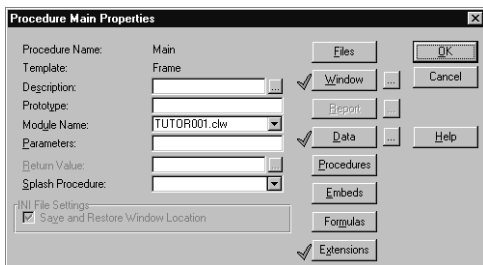 Procedure Main Properties
Procedure Name: Main
Template: Frame
Description:
Prototype:
Module Name: TUTOR001.clw
Parameters:
Return Value:
Splash Procedure:
INI File Settings
Save and Restore Window Location
Files
Window
Report
Data
Procedures
Embeds
Formulas
Extensions
OK
Cancel
Help